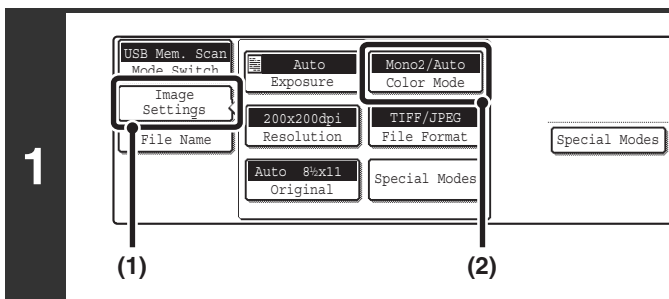 1
USB Mem. Scan
Mode Switch
Image
Settings
File Name
Auto
Exposure
200x200dpi
Resolution
Auto 8½x11
Original
Mono2/Auto
Color Mode
TIFF/JPEG
File Format
Special Modes
Special Modes
(1)
(2)